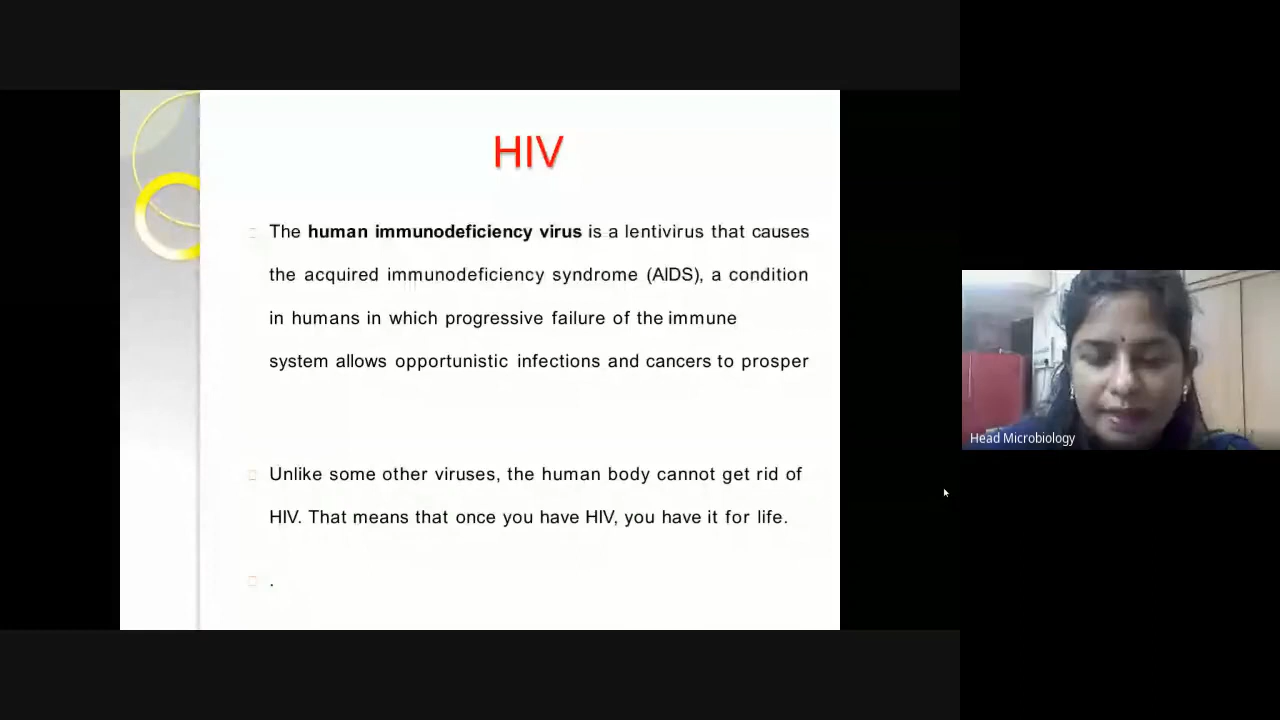 HIV
The human immunodeficiency virus is a lentivirus that causes
the acquired immunodeficiency syndrome (AIDS), a condition
in humans in which progressive failure of the immune
system allows opportunistic infections and cancers to prosper
Unlike some other viruses, the human body cannot get rid of
HIV. That means that once you have HIV, you have it for life.
.
Head Microbiology